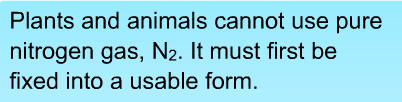 Plants and animals cannot use pure
nitrogen gas, N₂. It must first be
fixed into a usable form.